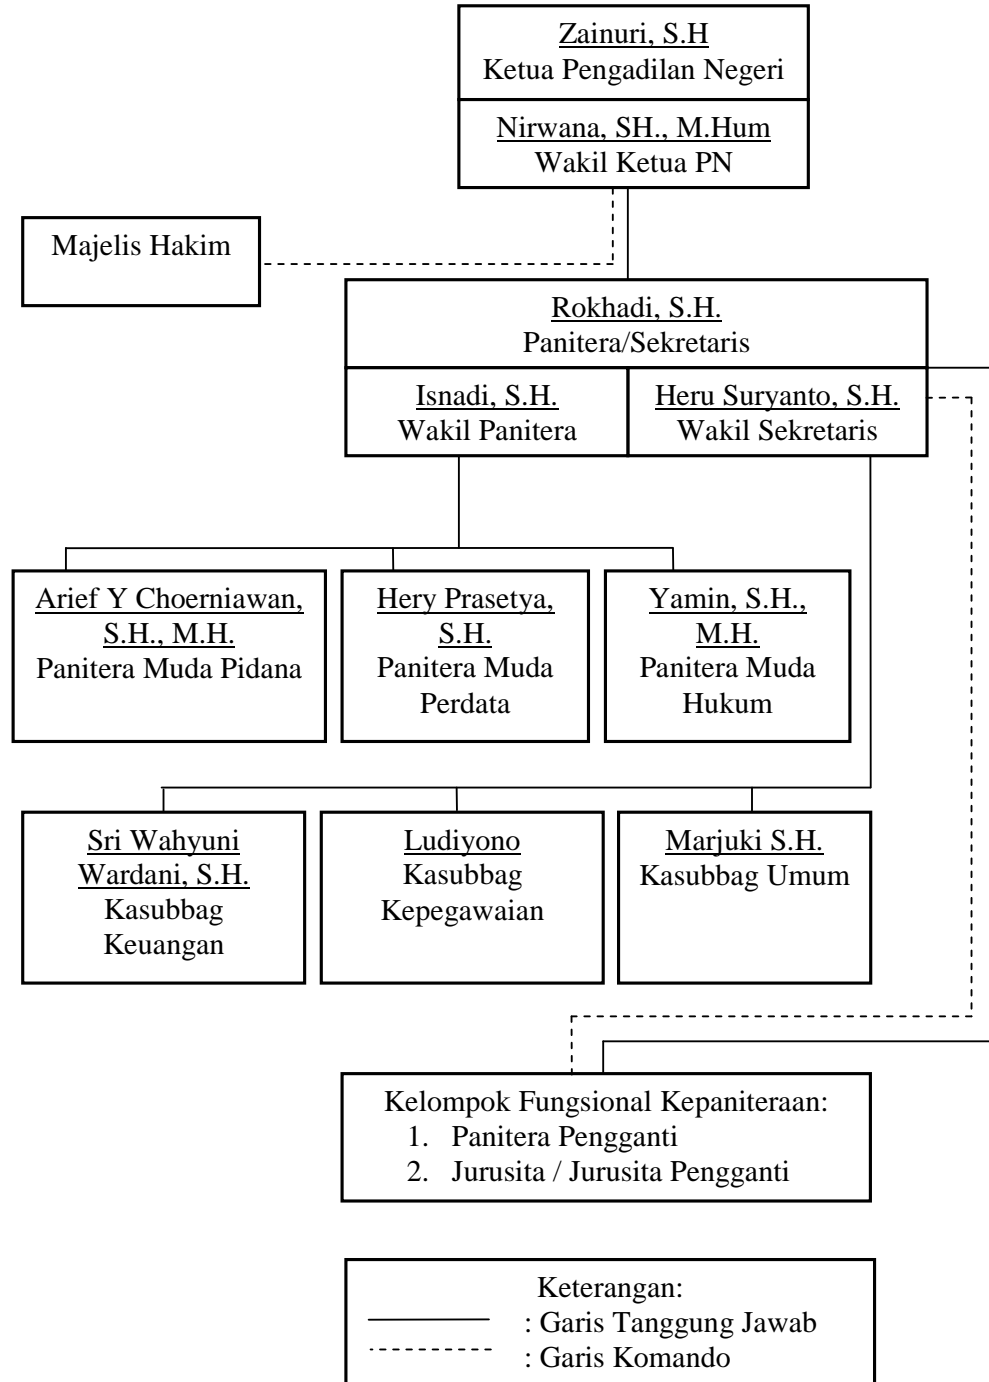 Zainuri, S.H
Ketua Pengadilan Negeri
Nirwana, SH., M.Hum
Wakil Ketua PN
Majelis Hakim
Rokhadi, S.H.
Panitera/Sekretaris
Isnadi, S.H.
Wakil Panitera
Heru Suryanto, S.H.
Wakil Sekretaris
Arief Y Choerniawan,
S.H., M.H.
Panitera Muda Pidana
Hery Prasetya,
S.H.
Panitera Muda
Perdata
Yamin, S.H.,
M.H.
Panitera Muda
Hukum
Sri Wahyuni
Wardani, S.H.
Kasubbag
Keuangan
Ludiyono
Kasubbag
Kepegawaian
Marjuki S.H.
Kasubbag Umum
Kelompok Fungsional Kepaniteraan:
1. Panitera Pengganti
2. Jurusita / Jurusita Pengganti
Keterangan:
: Garis Tanggung Jawab
: Garis Komando